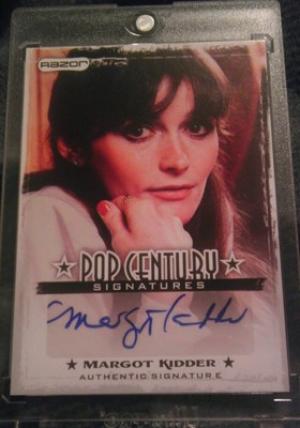 RAZOR
POP CENTURY
SIGNATURES
Margot Kidder
★ MARGOT KIDDER ★
AUTHENTIC SIGNATURE